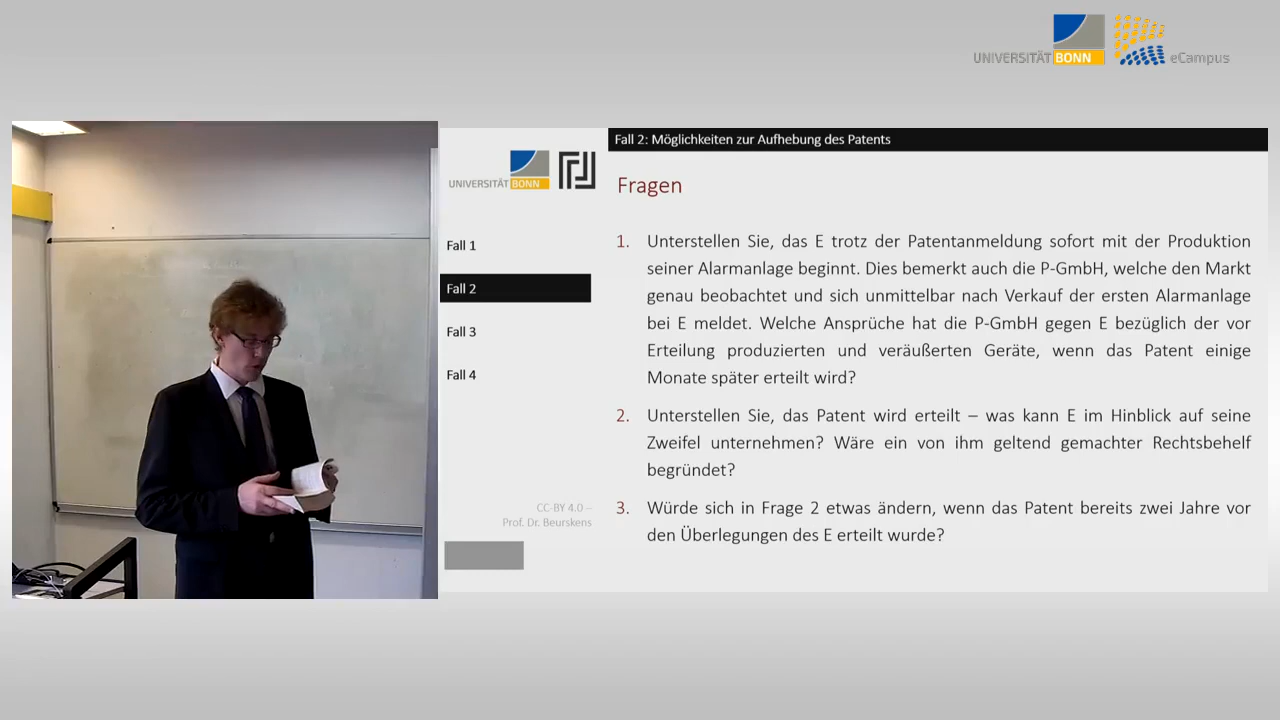 UNIVERSITÄT BONN eCampus
Fall 2: Möglichkeiten zur Aufhebung des Patents
UNIVERSITÄT BONN
Fragen
Fall 1
Fall 2
Fall 3
Fall 4
1. Unterstellen Sie, das E trotz der Patentanmeldung sofort mit der Produktion
seiner Alarmanlage beginnt. Dies bemerkt auch die P-GmbH, welche den Markt
genau beobachtet und sich unmittelbar nach Verkauf der ersten Alarmanlage
bei E meldet. Welche Ansprüche hat die P-GmbH gegen E bezüglich der vor
Erteilung produzierten und veräußerten Geräte, wenn das Patent einige
Monate später erteilt wird?
2. Unterstellen Sie, das Patent wird erteilt – was kann E im Hinblick auf seine
Zweifel unternehmen? Wäre ein von ihm geltend gemachter Rechtsbehelf
begründet?
3. Würde sich in Frage 2 etwas ändern, wenn das Patent bereits zwei Jahre vor
den Überlegungen des E erteilt wurde?
CC-BY 4.0 –
Prof. Dr. Beurskens